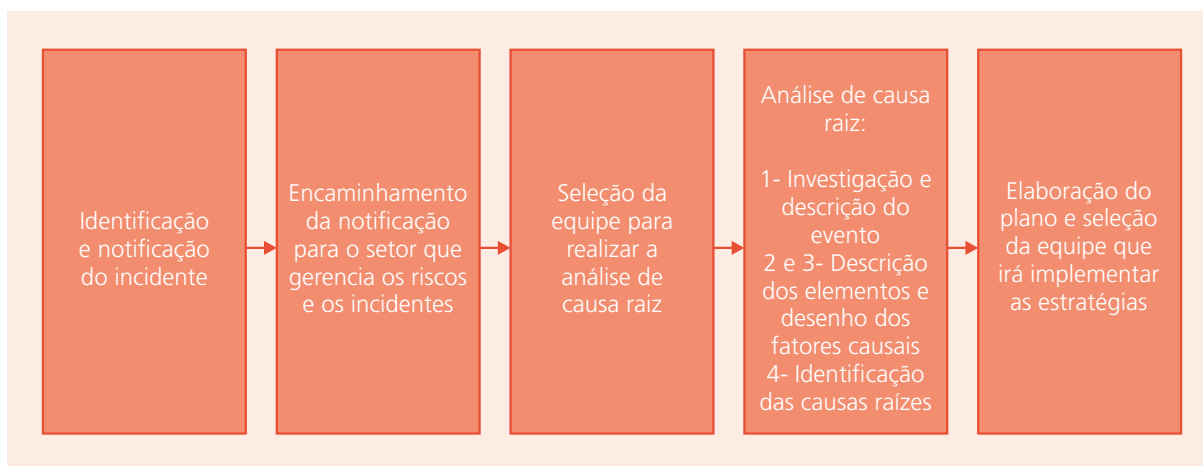 Identificação
e notificação
do incidente
Encaminhamento
da notificação
para o setor que
gerencia os riscos
e os incidentes
Seleção da
equipe para
realizar a
análise de
causa raiz
Análise de causa
raiz:
1- Investigação e
descrição do
evento
2 e 3- Descrição
dos elementos e
desenho dos
fatores causais
4- Identificação
das causas raízes
Elaboração do
plano e seleção
da equipe que
irá implementar
as estratégias